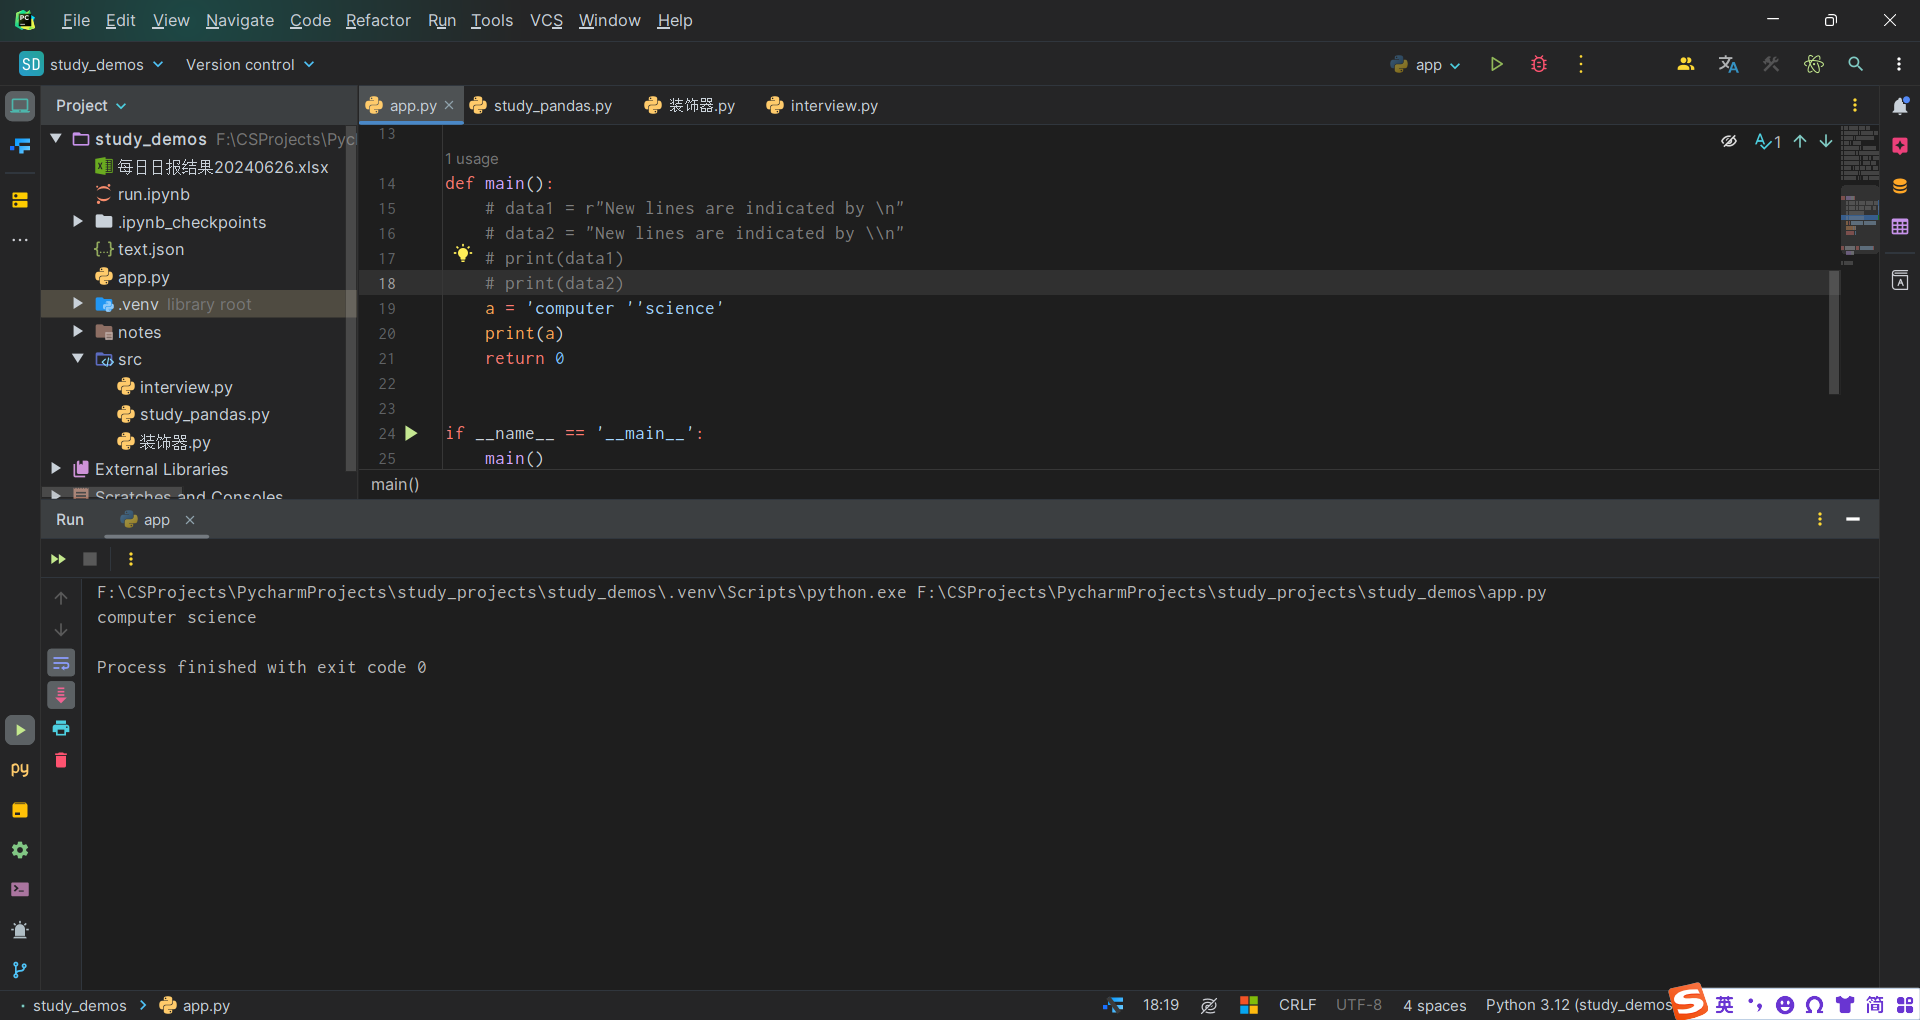 File Edit View Navigate Code Refactor Run Tools VCS Window Help
SD study_demos Version control app
Project app.py study_pandas.py 装饰器.py interview.py
study_demos F:\CSProjects\Pyc
每日日报结果20240626.xlsx
run.ipynb
.ipynb_checkpoints
text.json
app.py
.venv library root
notes
src
interview.py
study_pandas.py
装饰器.py
External Libraries
Scratches and Consoles
13
1 usage
14 def main():
15 # data1 = r"New lines are indicated by \n"
16 # data2 = "New lines are indicated by \\n"
17 # print(data1)
18 # print(data2)
19 a = 'computer ''science'
20 print(a)
21 return 0
22
23
24 if __name__ == '__main__':
25 main()
1
main()
Run app
F:\CSProjects\PycharmProjects\study_projects\study_demos\.venv\Scripts\python.exe F:\CSProjects\PycharmProjects\study_projects\study_demos\app.py
computer science
Process finished with exit code 0
py
study_demos app.py 18:19 CRLF UTF-8 4 spaces Python 3.12 (study_demos
英 简